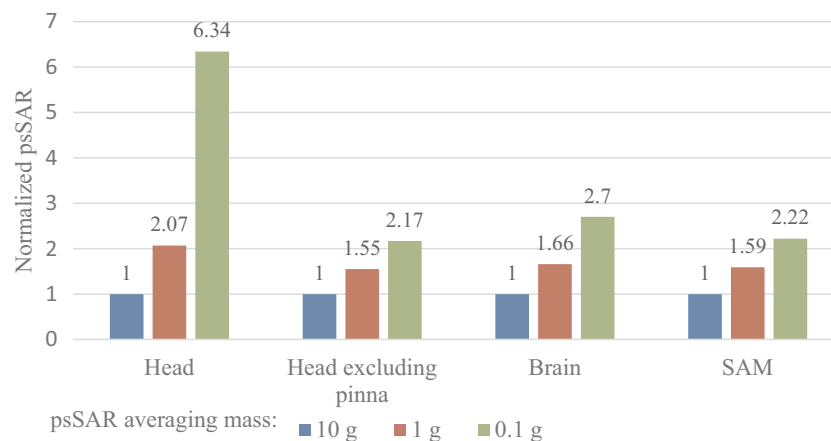 Normalized psSAR
7
6
5
4
3
2
1
0
1
2.07
6.34
1
1.55
2.17
1
1.66
2.7
1
1.59
2.22
Head
Head excluding
pinna
Brain
SAM
psSAR averaging mass: 10 g 1 g 0.1 g